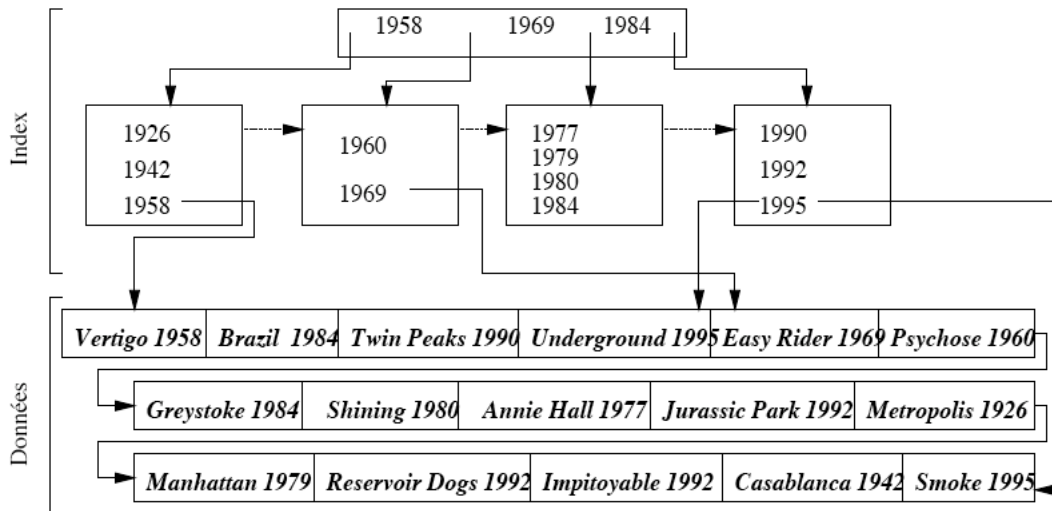 1958 1969 1984
Index
1926
1942
1958
1960
1969
1977
1979
1980
1984
1990
1992
1995
Données
Vertigo 1958 Brazil 1984 Twin Peaks 1990 Underground 1995 Easy Rider 1969 Psychose 1960
Greystoke 1984 Shining 1980 Annie Hall 1977 Jurassic Park 1992 Metropolis 1926
Manhattan 1979 Reservoir Dogs 1992 Impitoyable 1992 Casablanca 1942 Smoke 1995